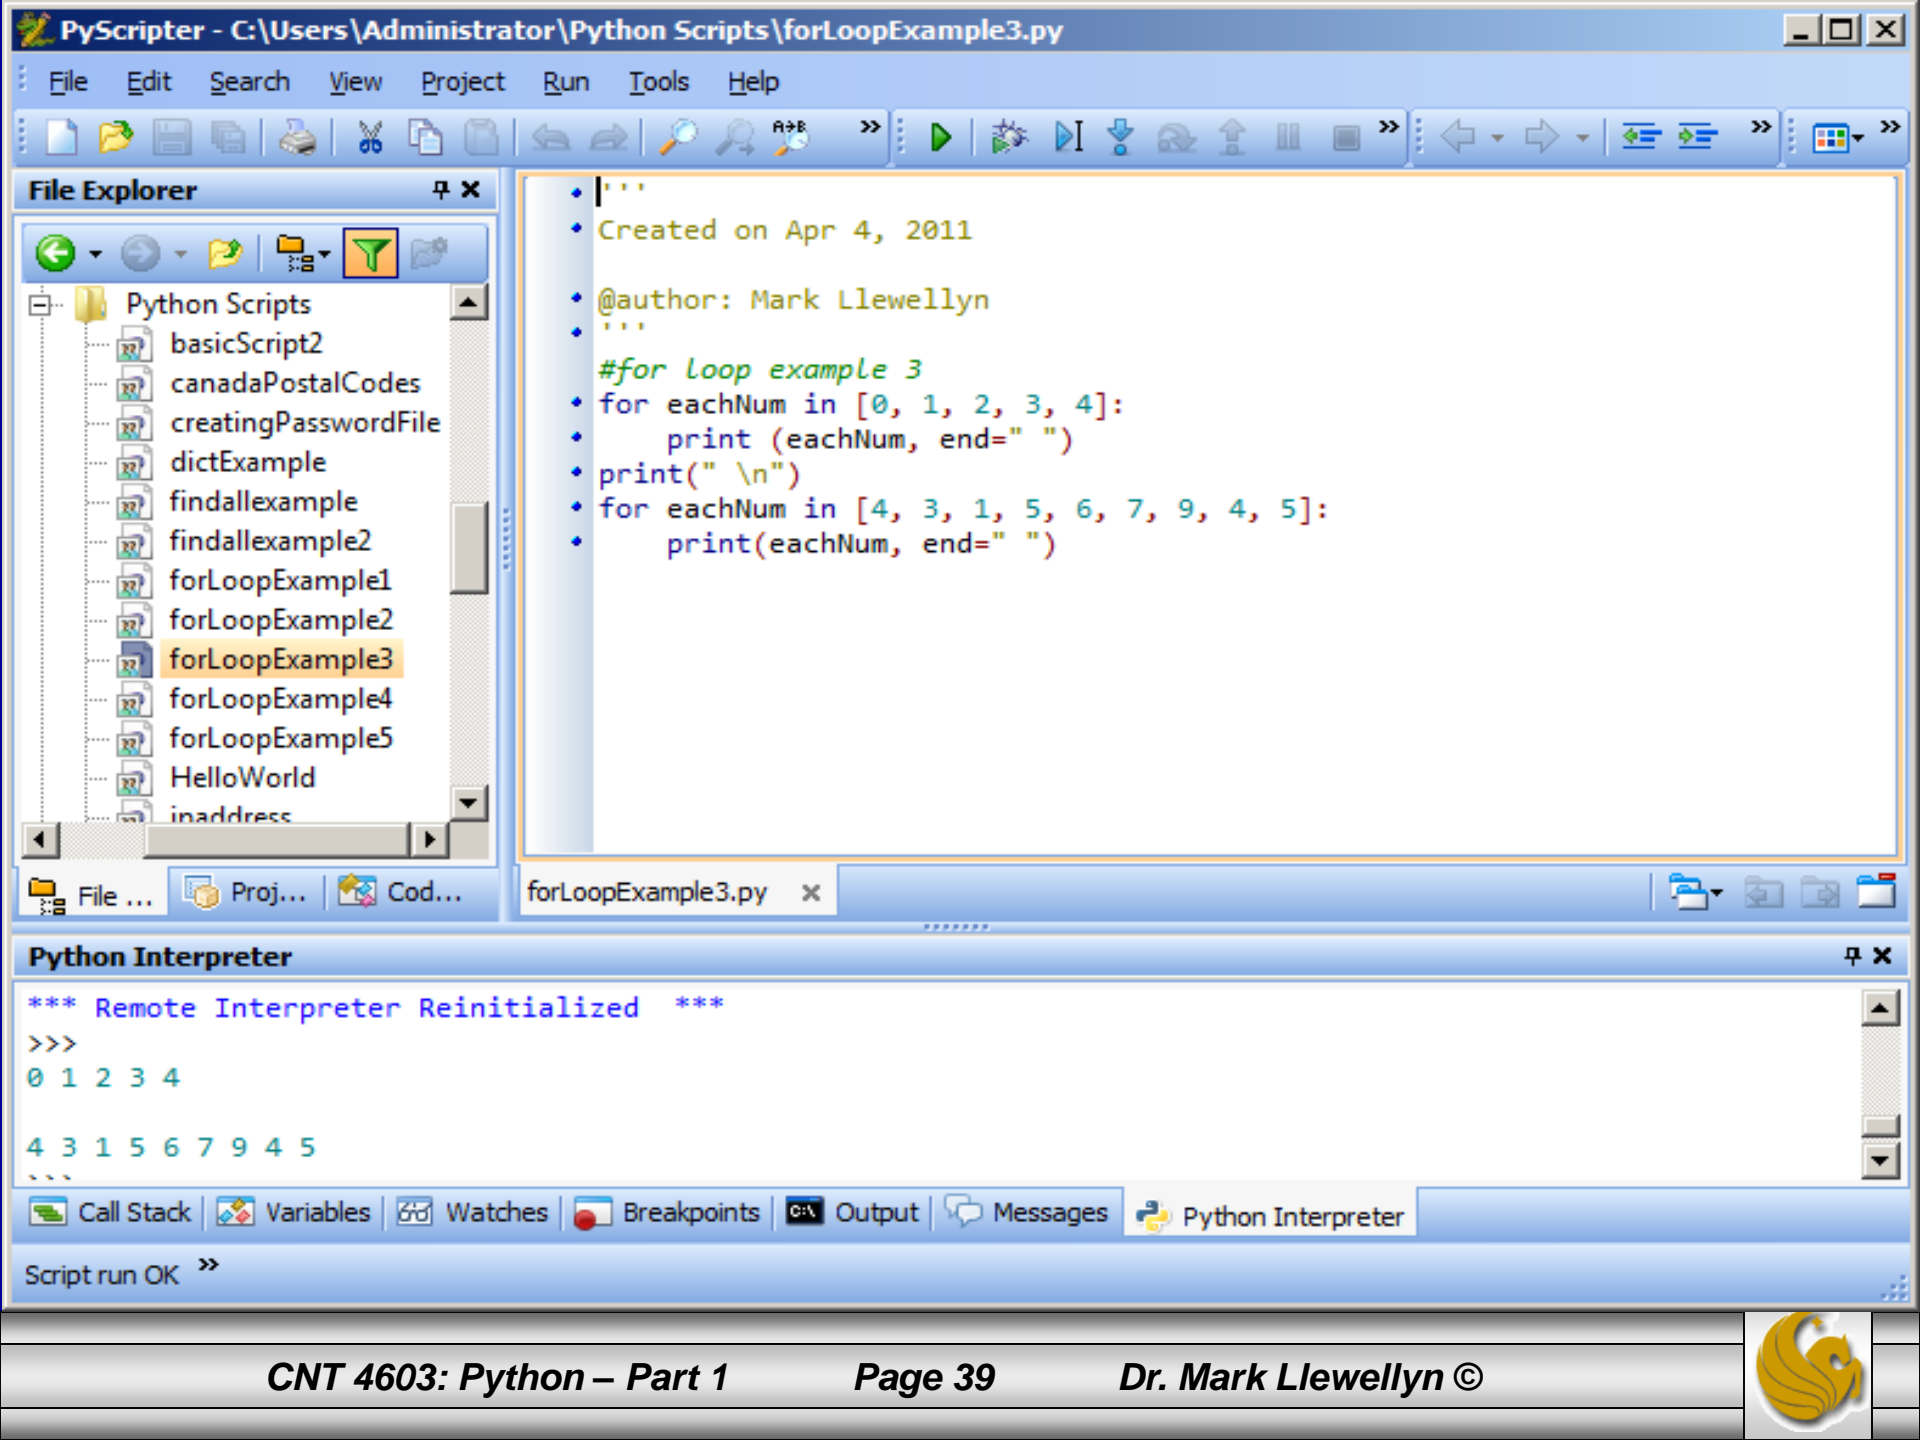 PyScripter - C:\Users\Administrator\Python Scripts\forLoopExample3.py
File Edit Search View Project Run Tools Help
File Explorer
Python Scripts
basicScript2
canadaPostalCodes
creatingPasswordFile
dictExample
findallexample
findallexample2
forLoopExample1
forLoopExample2
forLoopExample3
forLoopExample4
forLoopExample5
HelloWorld
ipaddress
File ... Proj... Cod...
'''
Created on Apr 4, 2011
@author: Mark Llewellyn
'''
#for loop example 3
for eachNum in [0, 1, 2, 3, 4]:
    print (eachNum, end=" ")
print(" \n")
for eachNum in [4, 3, 1, 5, 6, 7, 9, 4, 5]:
    print(eachNum, end=" ")
forLoopExample3.py
Python Interpreter
*** Remote Interpreter Reinitialized  ***
>>>
0 1 2 3 4
4 3 1 5 6 7 9 4 5
>>>
Call Stack Variables Watches Breakpoints Output Messages Python Interpreter
Script run OK
CNT 4603: Python – Part 1 Page 39 Dr. Mark Llewellyn ©